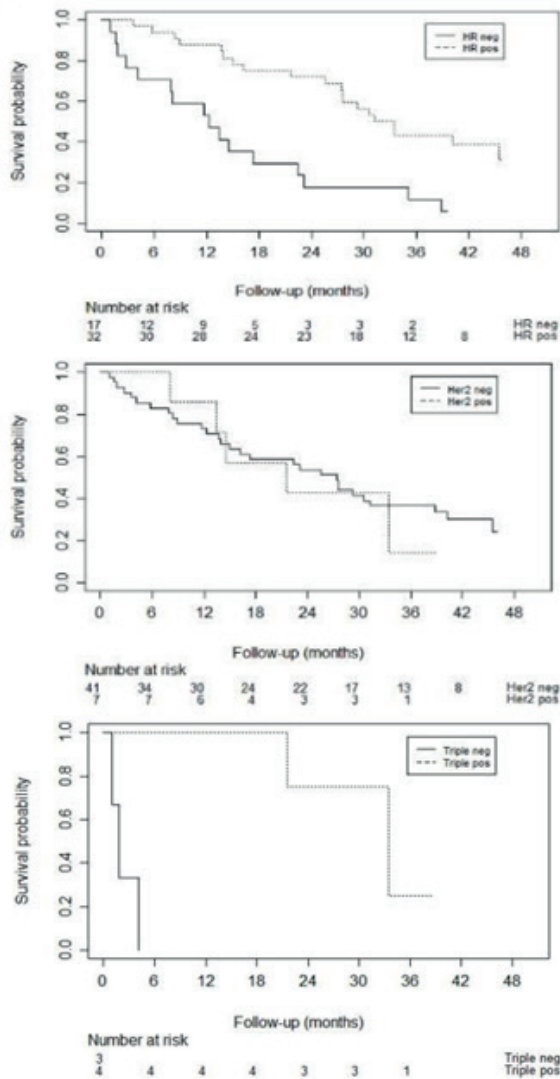 HR neg
HR pos
Survival probability
0.0 0.2 0.4 0.6 0.8 1.0
0 6 12 18 24 30 36 42 48
Follow-up (months)
Number at risk
17 12 9 5 3 3 2 HR neg
32 30 28 24 23 18 12 8 HR pos
Her2 neg
Her2 pos
Survival probability
0.0 0.2 0.4 0.6 0.8 1.0
0 6 12 18 24 30 36 42 48
Follow-up (months)
Number at risk
41 34 30 24 22 17 13 8 Her2 neg
7 7 6 4 3 3 1 Her2 pos
Triple neg
Triple pos
Survival probability
0.0 0.2 0.4 0.6 0.8 1.0
0 6 12 18 24 30 36 42 48
Follow-up (months)
Number at risk
3 Triple neg
4 4 4 4 3 3 1 Triple pos